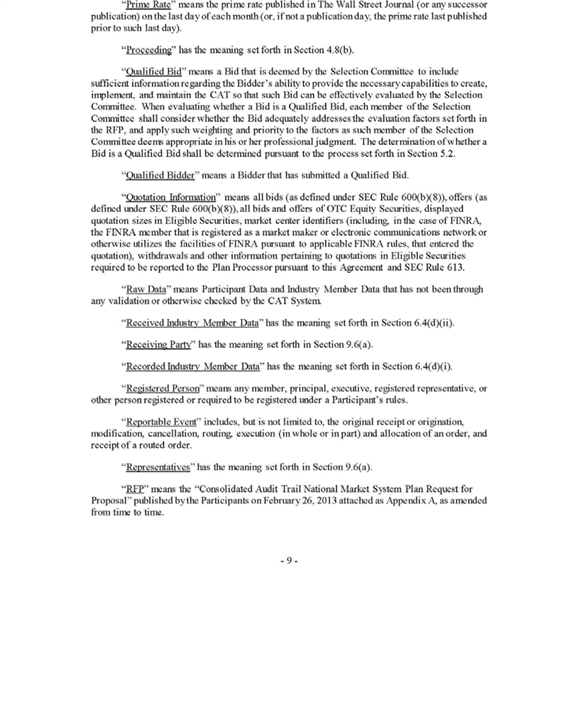 “Prime Rate” means the prime rate published in The Wall Street Journal (or any successor
publication) on the last day of each month (or, if not a publication day, the prime rate last published
prior to such last day).
“Proceeding” has the meaning set forth in Section 4.8(b).
“Qualified Bid” means a Bid that is deemed by the Selection Committee to include
sufficient information regarding the Bidder’s ability to provide the necessary capabilities to create,
implement, and maintain the CAT so that such Bid can be effectively evaluated by the Selection
Committee. When evaluating whether a Bid is a Qualified Bid, each member of the Selection
Committee shall consider whether the Bid adequately addresses the evaluation factors set forth in
the RFP, and apply such weighting and priority to the factors as such member of the Selection
Committee deems appropriate in his or her professional judgment. The determination of whether a
Bid is a Qualified Bid shall be determined pursuant to the process set forth in Section 5.2.
“Qualified Bidder” means a Bidder that has submitted a Qualified Bid.
“Quotation Information” means all bids (as defined under SEC Rule 600(b)(8)), offers (as
defined under SEC Rule 600(b)(8)), all bids and offers of OTC Equity Securities, displayed
quotation sizes in Eligible Securities, market center identifiers (including, in the case of FINRA,
the FINRA member that is registered as a market maker or electronic communications network or
otherwise utilizes the facilities of FINRA pursuant to applicable FINRA rules, that entered the
quotation), withdrawals and other information pertaining to quotations in Eligible Securities
required to be reported to the Plan Processor pursuant to this Agreement and SEC Rule 613.
“Raw Data” means Participant Data and Industry Member Data that has not been through
any validation or otherwise checked by the CAT System.
“Received Industry Member Data” has the meaning set forth in Section 6.4(d)(ii).
“Receiving Party” has the meaning set forth in Section 9.6(a).
“Recorded Industry Member Data” has the meaning set forth in Section 6.4(d)(i).
“Registered Person” means any member, principal, executive, registered representative, or
other person registered or required to be registered under a Participant’s rules.
“Reportable Event” includes, but is not limited to, the original receipt or origination,
modification, cancellation, routing, execution (in whole or in part) and allocation of an order, and
receipt of a routed order.
“Representatives” has the meaning set forth in Section 9.6(a).
“RFP” means the “Consolidated Audit Trail National Market System Plan Request for
Proposal” published by the Participants on February 26, 2013 attached as Appendix A, as amended
from time to time.
- 9 -